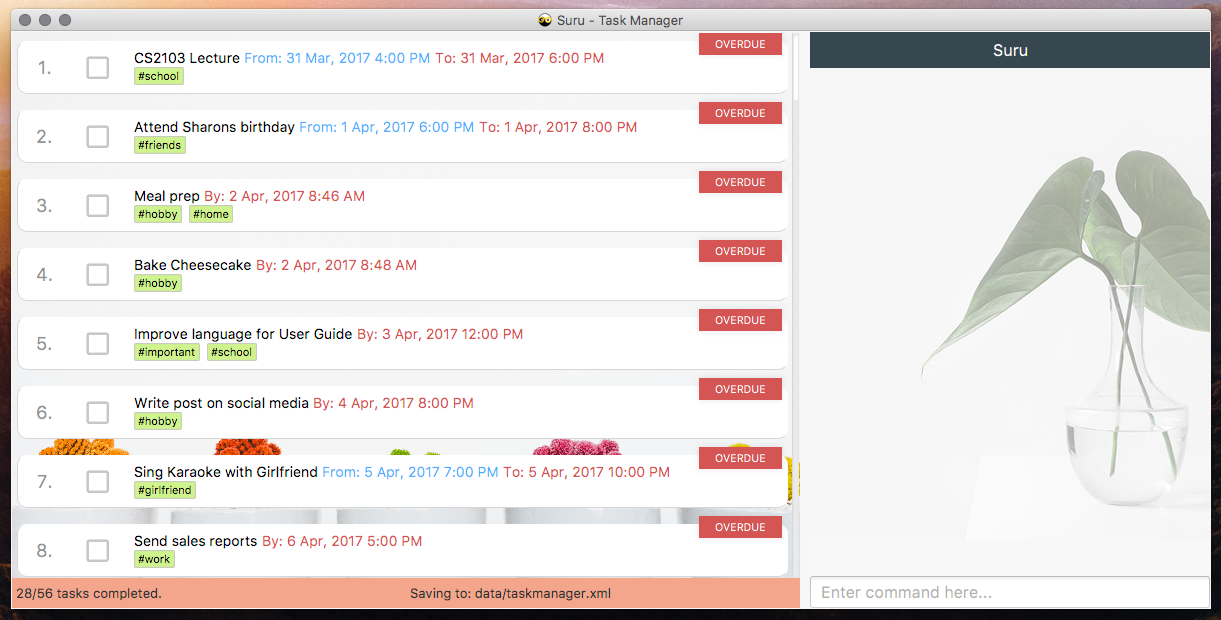 Suru - Task Manager
OVERDUE
1. CS2103 Lecture From: 31 Mar, 2017 4:00 PM To: 31 Mar, 2017 6:00 PM
#school
OVERDUE
2. Attend Sharons birthday From: 1 Apr, 2017 6:00 PM To: 1 Apr, 2017 8:00 PM
#friends
OVERDUE
3. Meal prep By: 2 Apr, 2017 8:46 AM
#hobby #home
OVERDUE
4. Bake Cheesecake By: 2 Apr, 2017 8:48 AM
#hobby
OVERDUE
5. Improve language for User Guide By: 3 Apr, 2017 12:00 PM
#important #school
OVERDUE
6. Write post on social media By: 4 Apr, 2017 8:00 PM
#hobby
OVERDUE
7. Sing Karaoke with Girlfriend From: 5 Apr, 2017 7:00 PM To: 5 Apr, 2017 10:00 PM
#girlfriend
OVERDUE
8. Send sales reports By: 6 Apr, 2017 5:00 PM
#work
28/56 tasks completed. Saving to: data/taskmanager.xml
Suru
Enter command here...